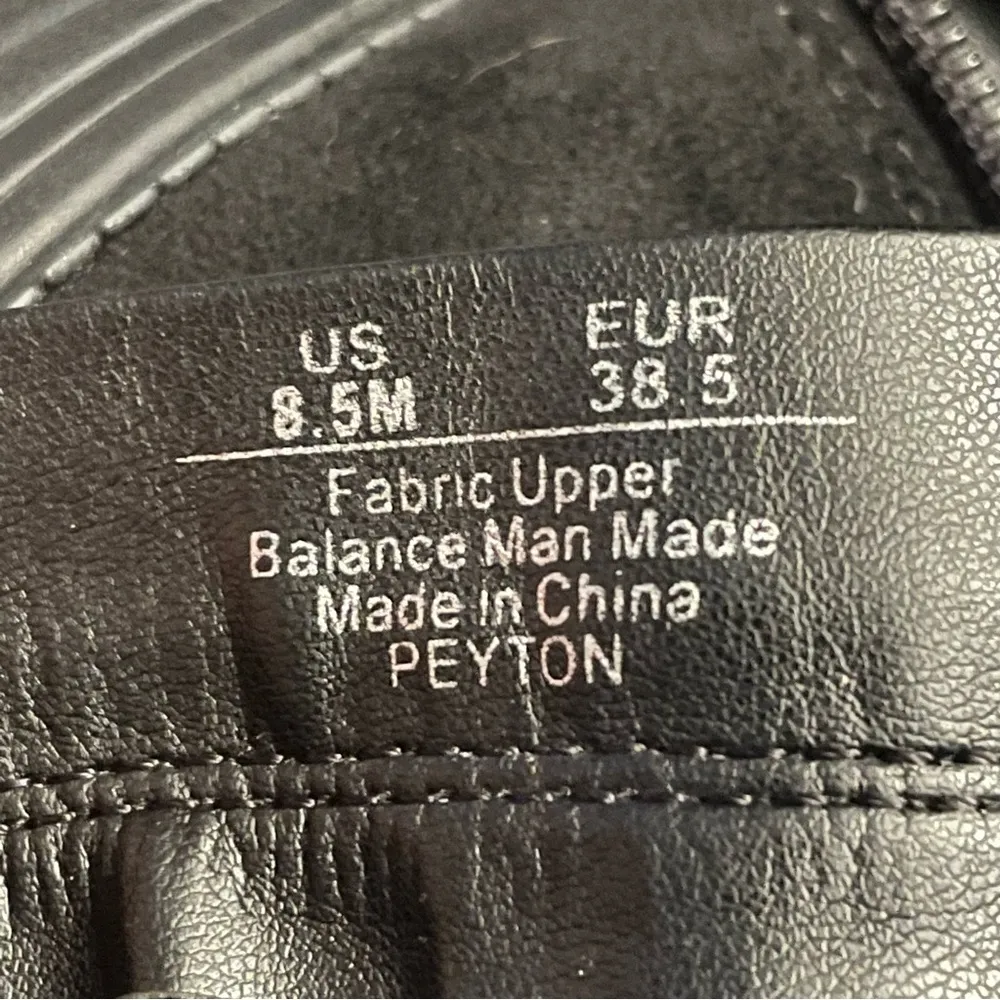 US EUR
8.5M 38.5
Fabric Upper
Balance Man Made
Made in China
PEYTON